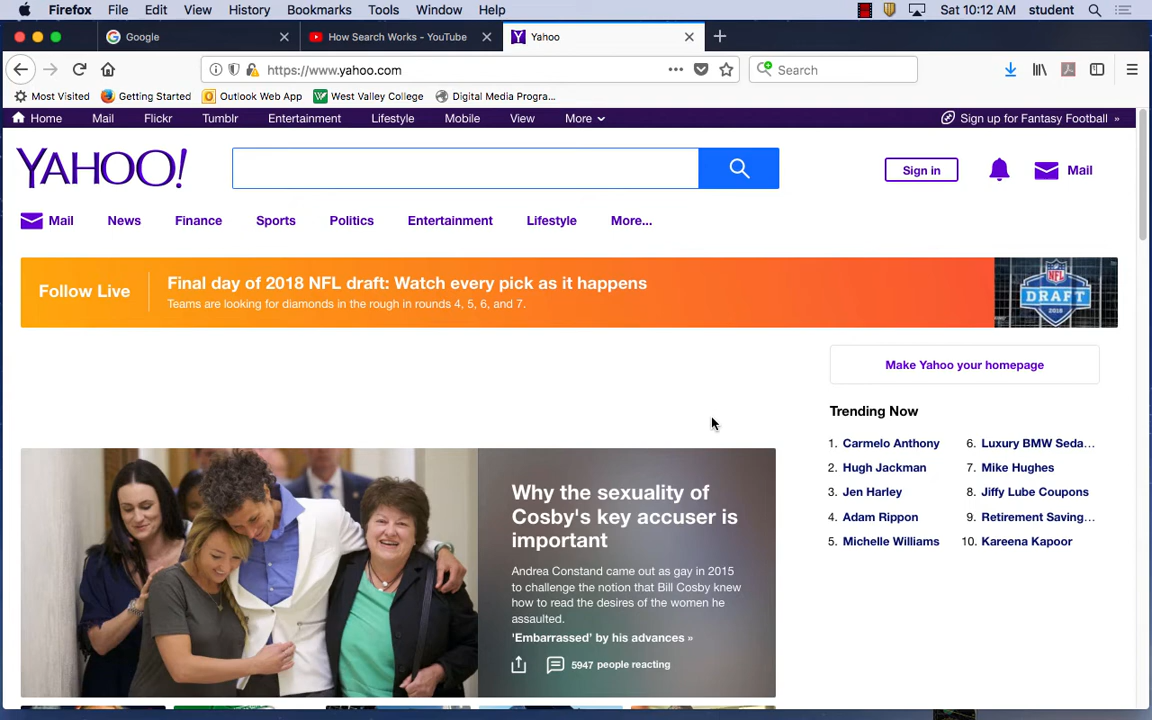 Firefox File Edit View History Bookmarks Tools Window Help Sat 10:12 AM student
Google How Search Works - YouTube Yahoo
https://www.yahoo.com Search
Most Visited Getting Started Outlook Web App West Valley College Digital Media Progra...
Home Mail Flickr Tumblr Entertainment Lifestyle Mobile View More Sign up for Fantasy Football »
YAHOO! Sign in Mail
Mail News Finance Sports Politics Entertainment Lifestyle More...
Follow Live
Final day of 2018 NFL draft: Watch every pick as it happens
Teams are looking for diamonds in the rough in rounds 4, 5, 6, and 7.
NFL
DRAFT
2018
Make Yahoo your homepage
Trending Now
1. Carmelo Anthony
2. Hugh Jackman
3. Jen Harley
4. Adam Rippon
5. Michelle Williams
6. Luxury BMW Seda...
7. Mike Hughes
8. Jiffy Lube Coupons
9. Retirement Saving...
10. Kareena Kapoor
Why the sexuality of
Cosby's key accuser is
important
Andrea Constand came out as gay in 2015
to challenge the notion that Bill Cosby knew
how to read the desires of the women he
assaulted.
'Embarrassed' by his advances »
5947 people reacting